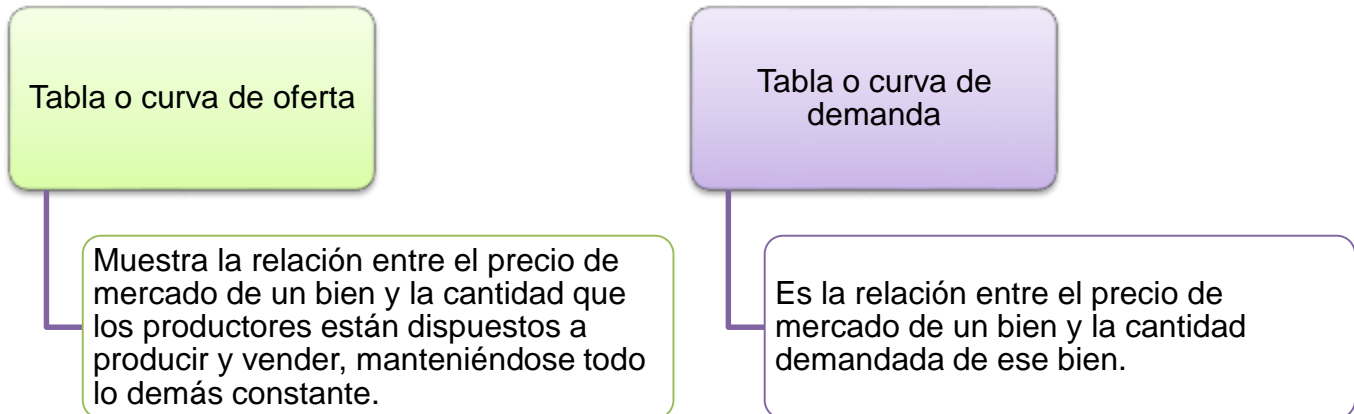 Tabla o curva de oferta
Muestra la relación entre el precio de
mercado de un bien y la cantidad que
los productores están dispuestos a
producir y vender, manteniéndose todo
lo demás constante.
Tabla o curva de
demanda
Es la relación entre el precio de
mercado de un bien y la cantidad
demandada de ese bien.